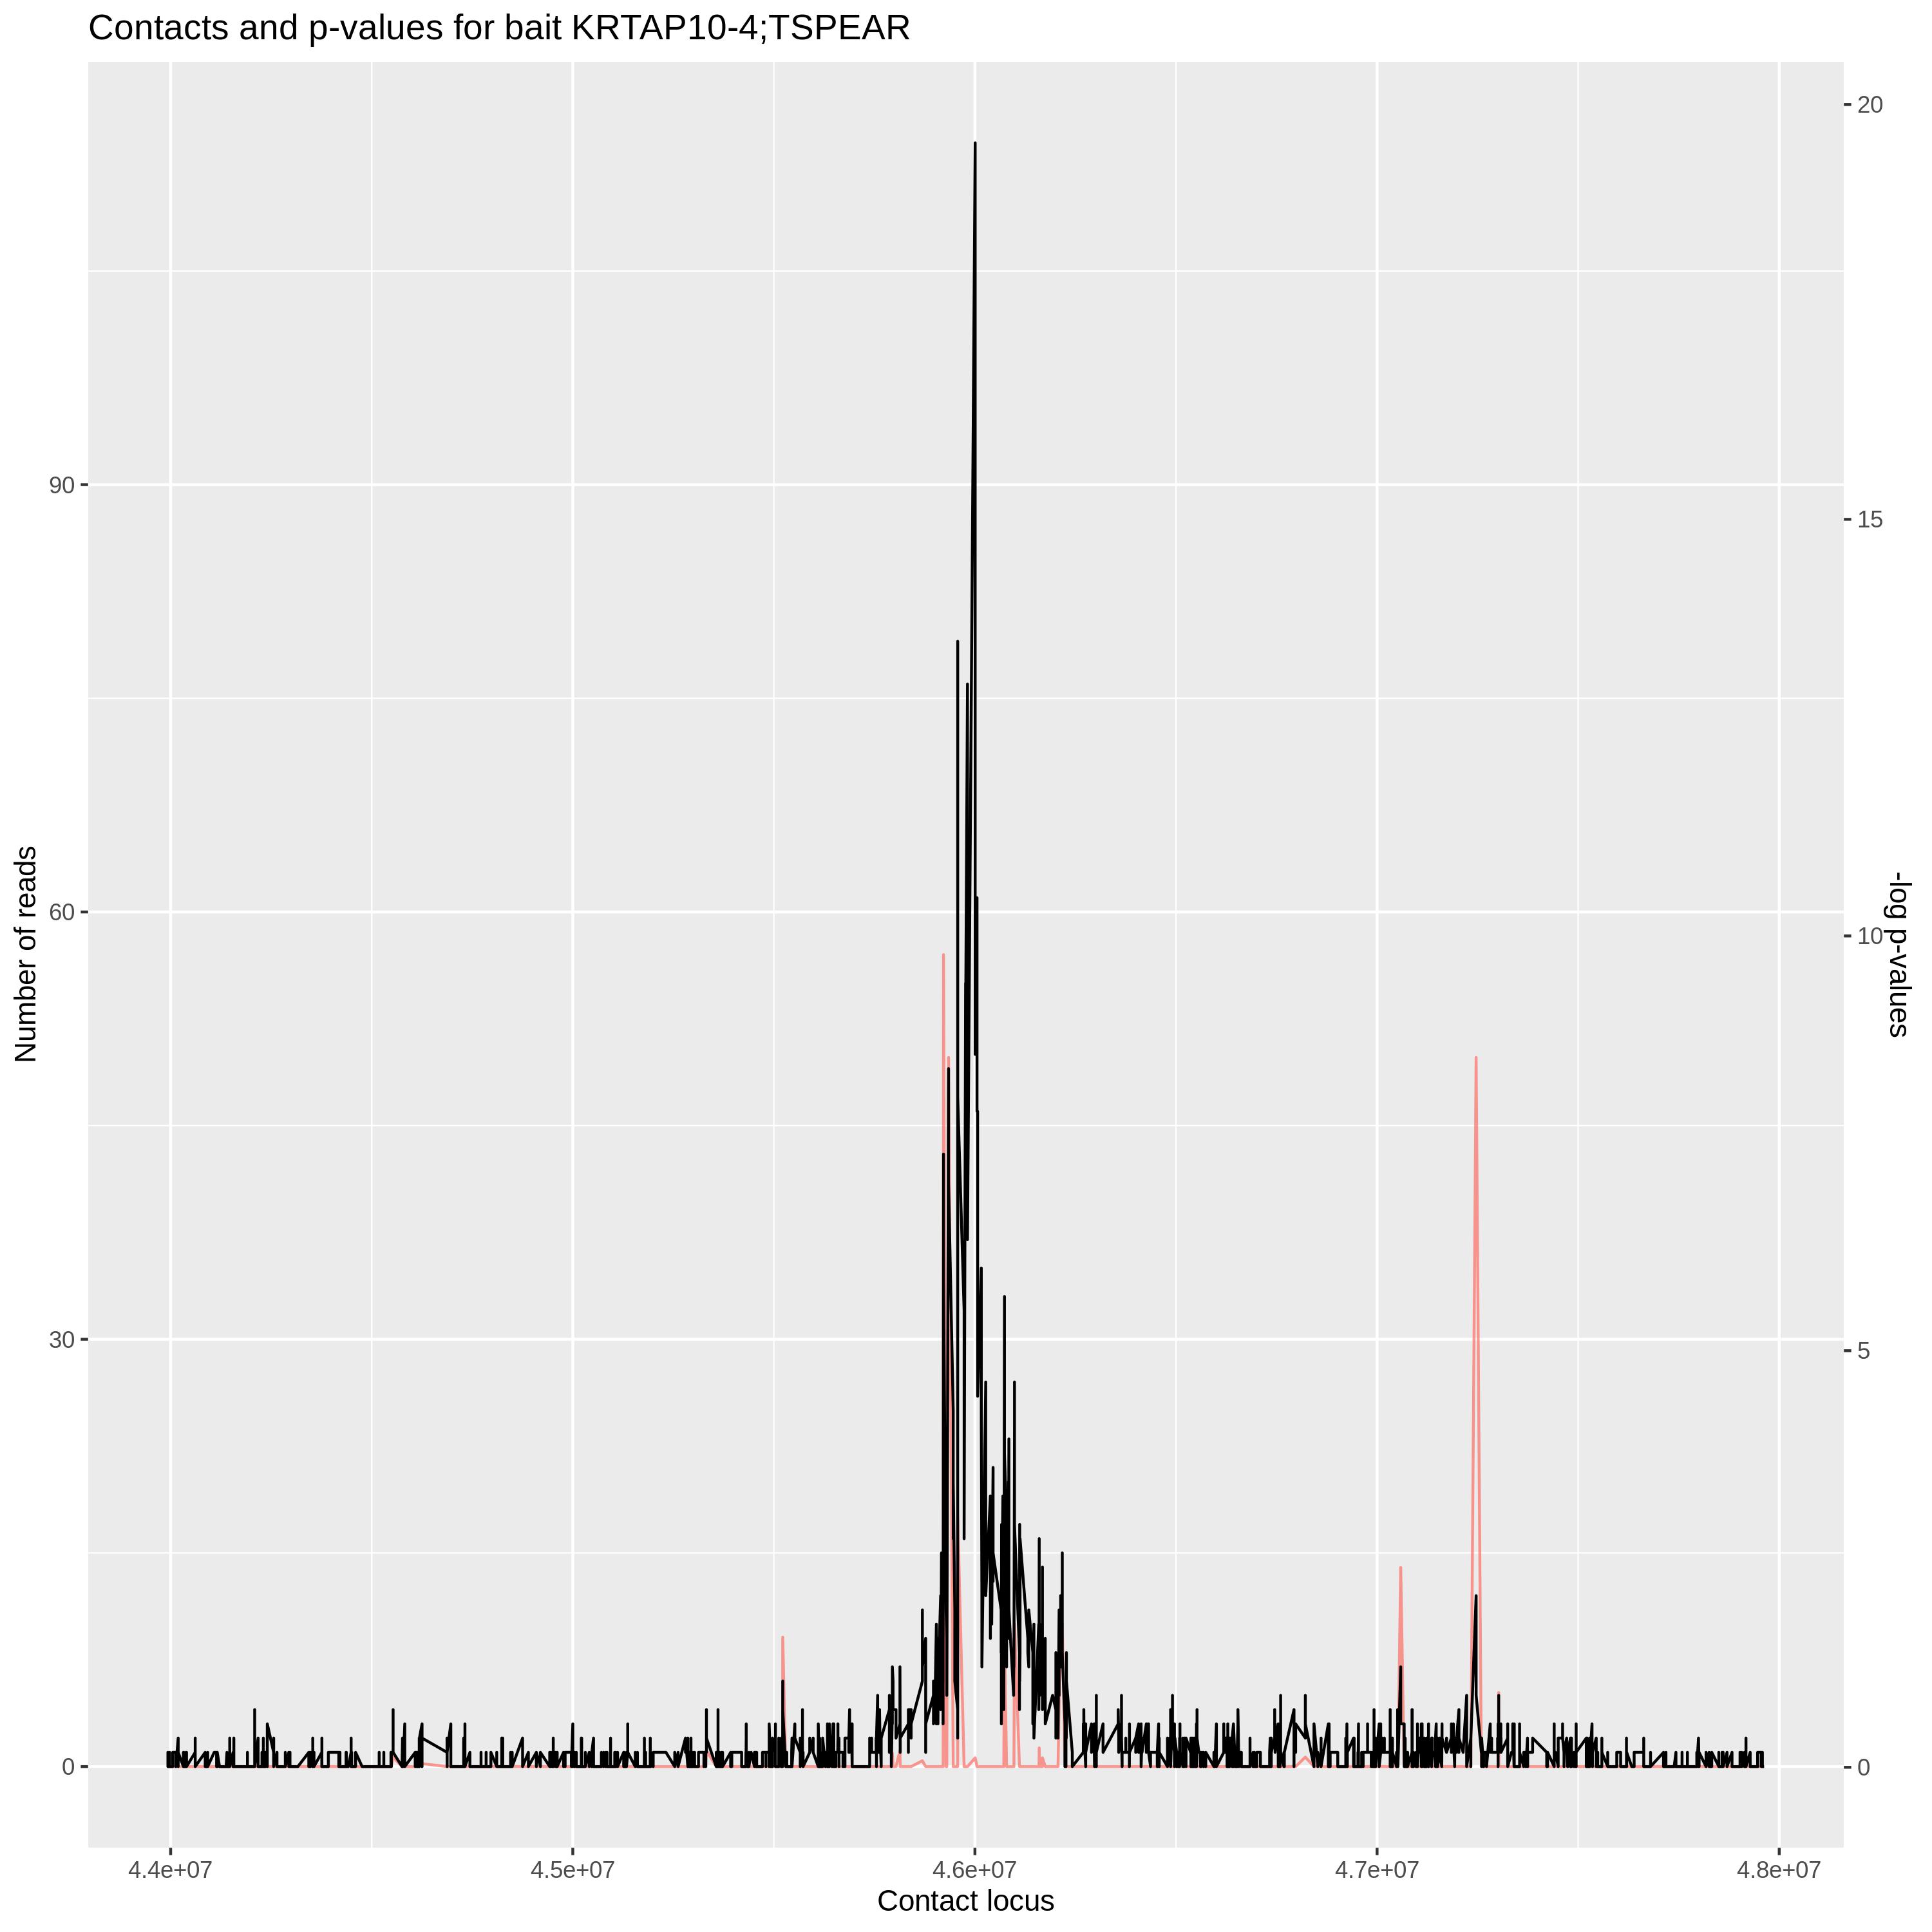 Contacts and p-values for bait KRTAP10-4;TSPEAR
Number of reads
90
60
30
0
20
15
10
5
0
-log p-values
4.4e+07 4.5e+07 4.6e+07 4.7e+07 4.8e+07
Contact locus